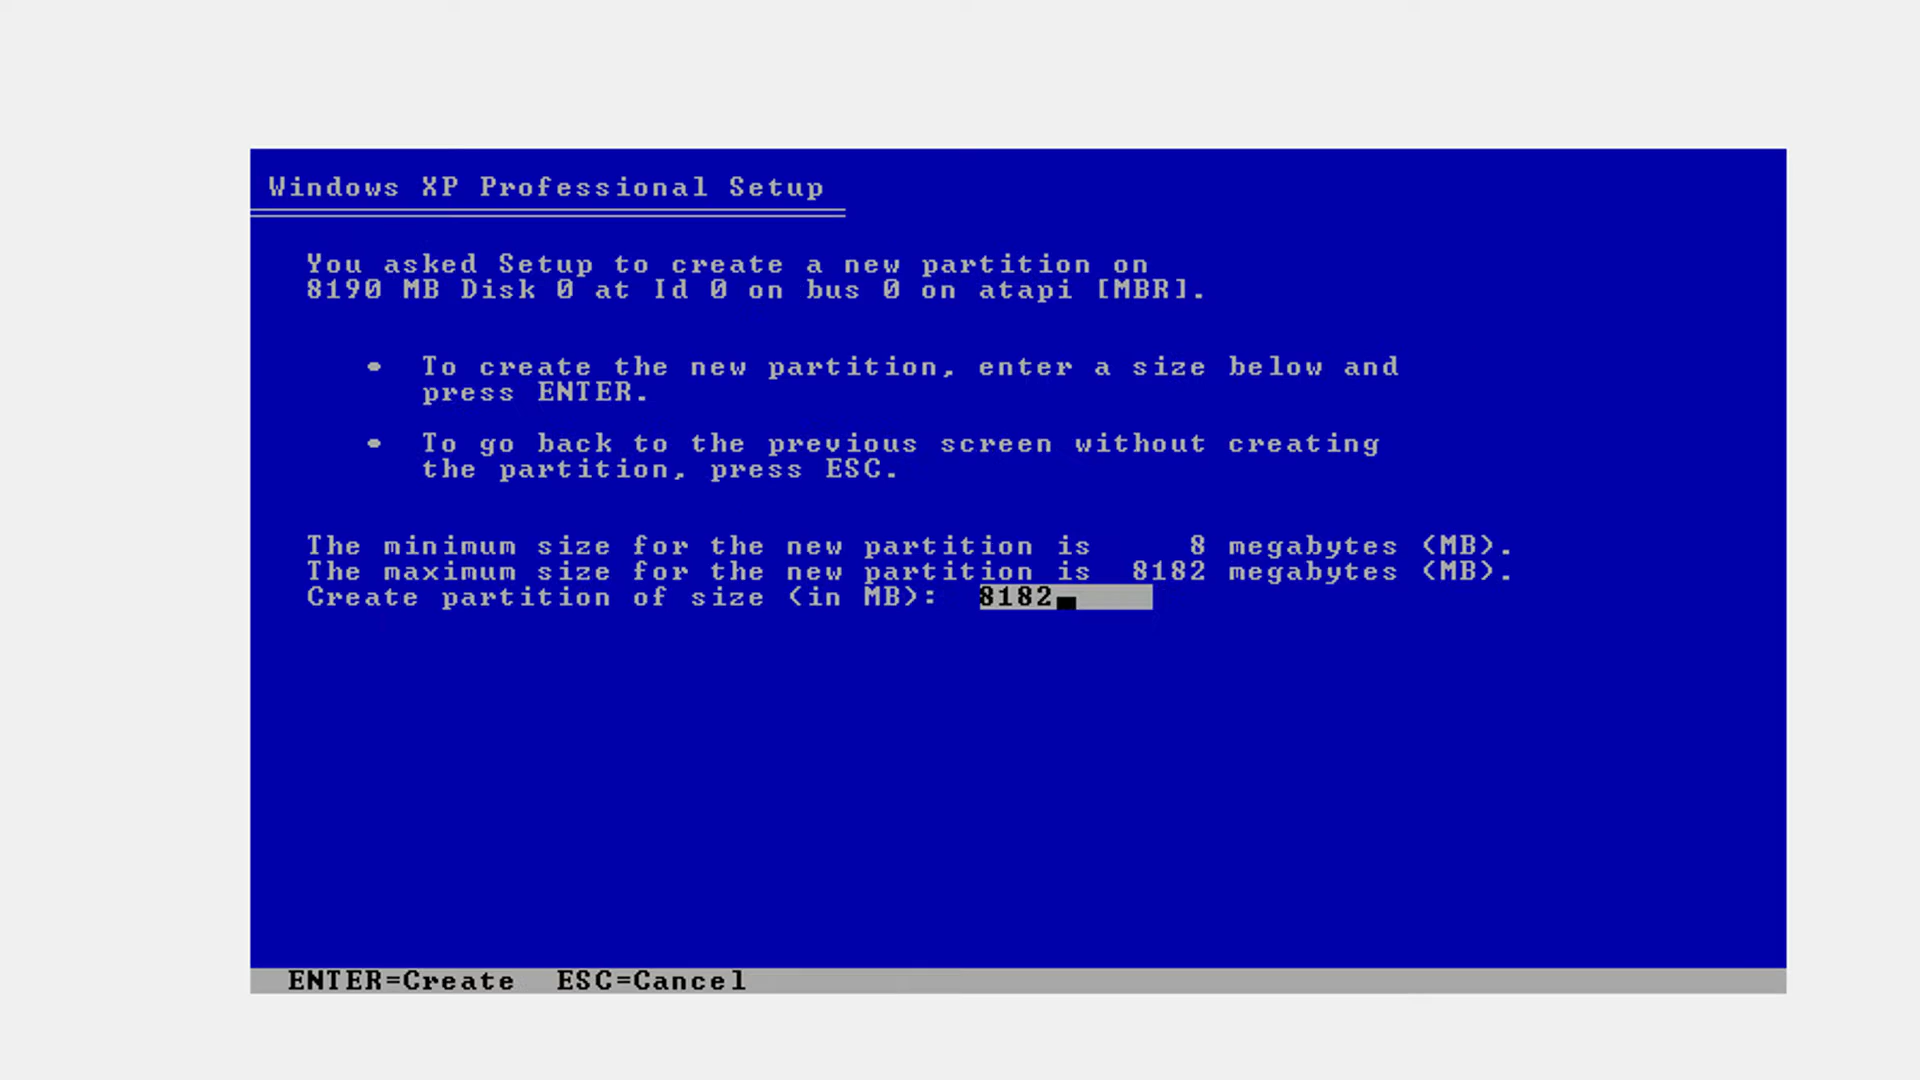 Windows XP Professional Setup
You asked Setup to create a new partition on
8190 MB Disk 0 at Id 0 on bus 0 on atapi [MBR].
• To create the new partition, enter a size below and
press ENTER.
• To go back to the previous screen without creating
the partition, press ESC.
The minimum size for the new partition is 8 megabytes (MB).
The maximum size for the new partition is 8182 megabytes (MB).
Create partition of size (in MB): 8182
ENTER=Create ESC=Cancel